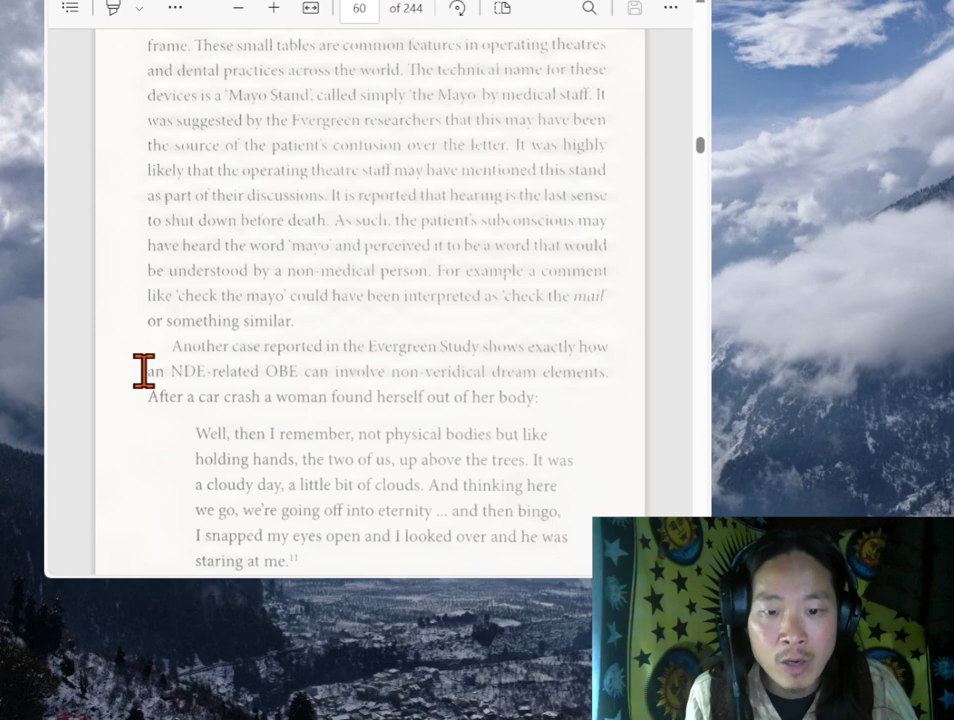 60 of 244
frame. These small tables are common features in operating theatres
and dental practices across the world. The technical name for these
devices is a 'Mayo Stand', called simply 'the Mayo' by medical staff. It
was suggested by the Evergreen researchers that this may have been
the source of the patient's confusion over the letter. It was highly
likely that the operating theatre staff may have mentioned this stand
as part of their discussions. It is reported that hearing is the last sense
to shut down before death. As such, the patient's subconscious may
have heard the word 'mayo' and perceived it to be a word that would
be understood by a non-medical person. For example a comment
like 'check the mayo' could have been interpreted as 'check the mail'
or something similar.
Another case reported in the Evergreen Study shows exactly how
an NDE-related OBE can involve non-veridical dream elements.
After a car crash a woman found herself out of her body:
Well, then I remember, not physical bodies but like
holding hands, the two of us, up above the trees. It was
a cloudy day, a little bit of clouds. And thinking here
we go, we're going off into eternity ... and then bingo,
I snapped my eyes open and I looked over and he was
staring at me.¹¹